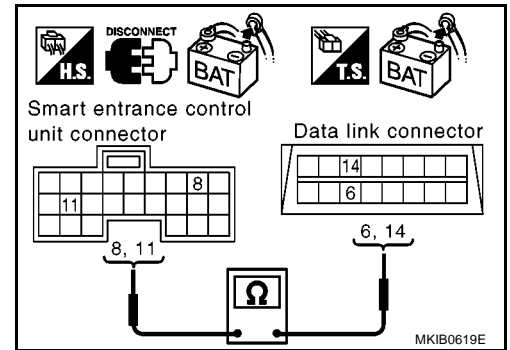 DISCONNECT
H.S.
BAT
T.S.
BAT
Smart entrance control
unit connector
Data link connector
8
11
14
6
8, 11
6, 14
Ω
MKIB0619E